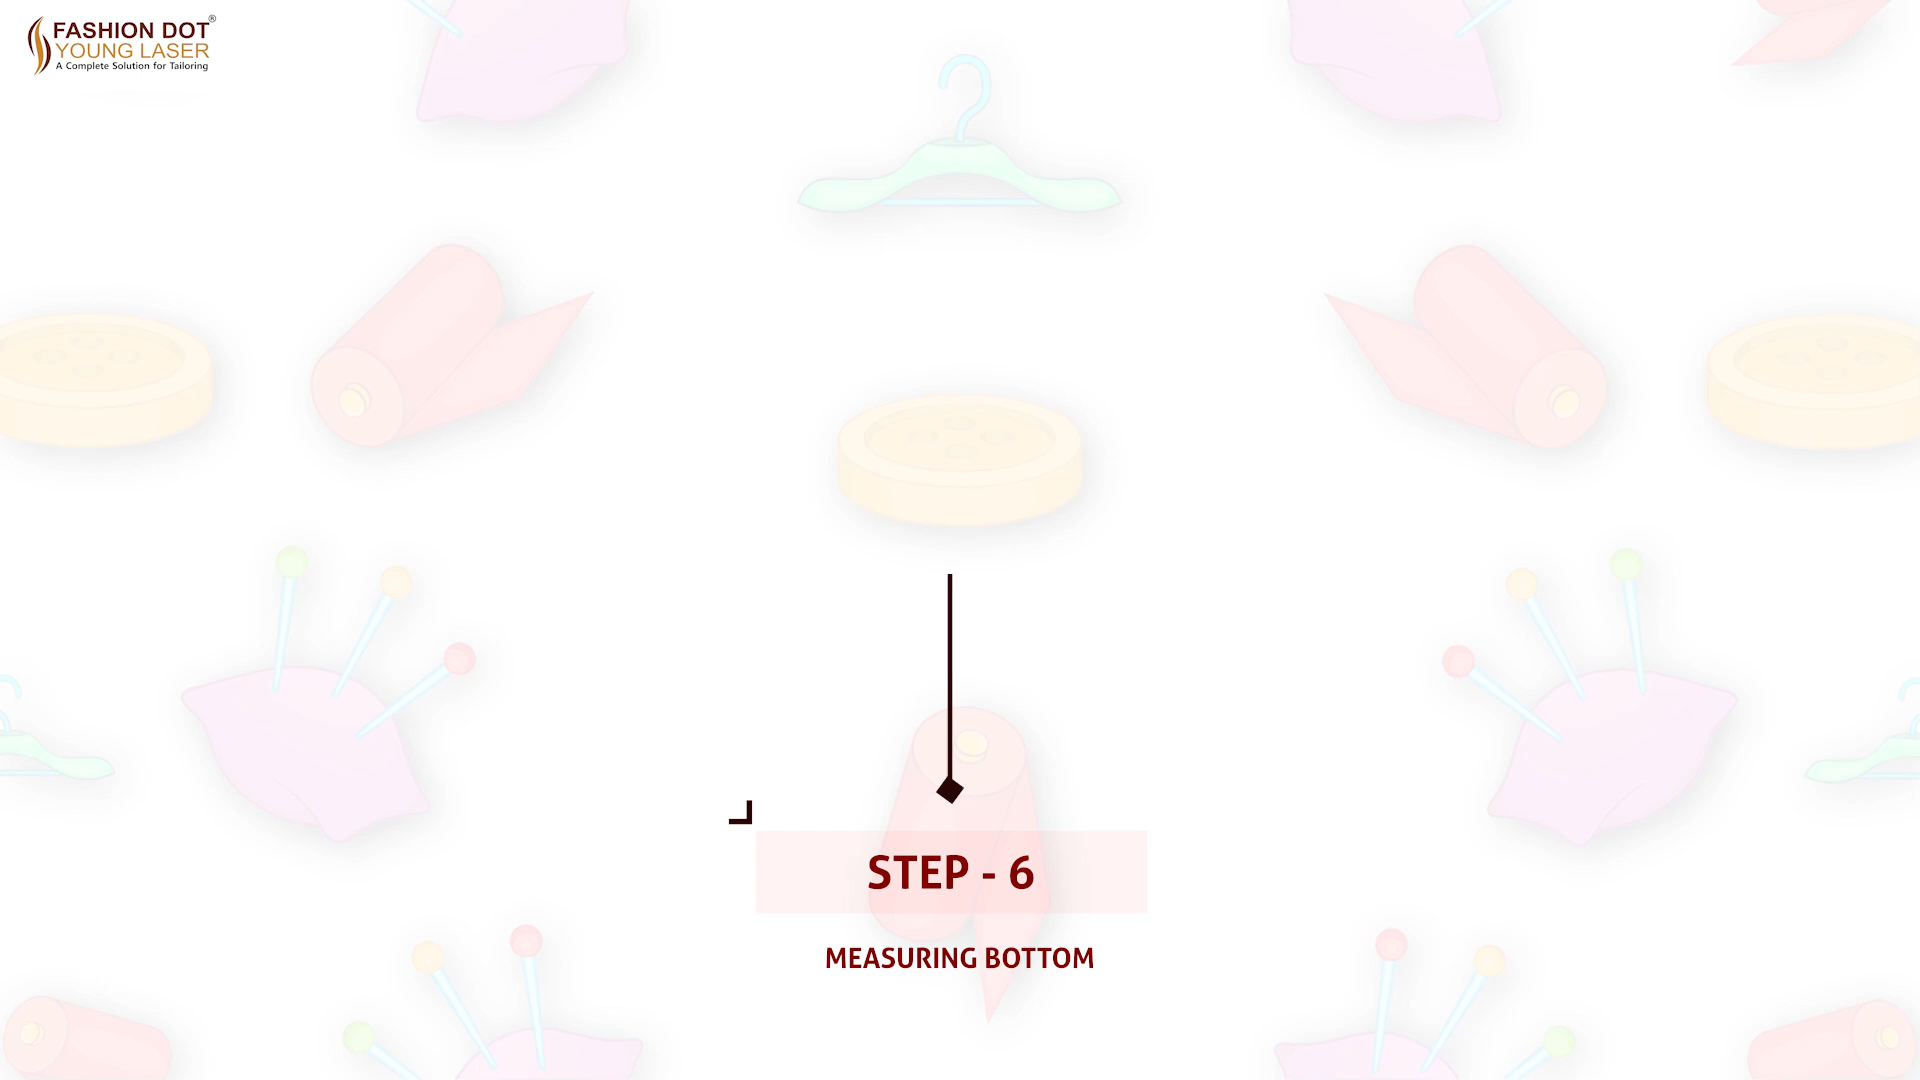 FASHION DOT®
YOUNG LASER
A Complete Solution for Tailoring
STEP - 6
MEASURING BOTTOM